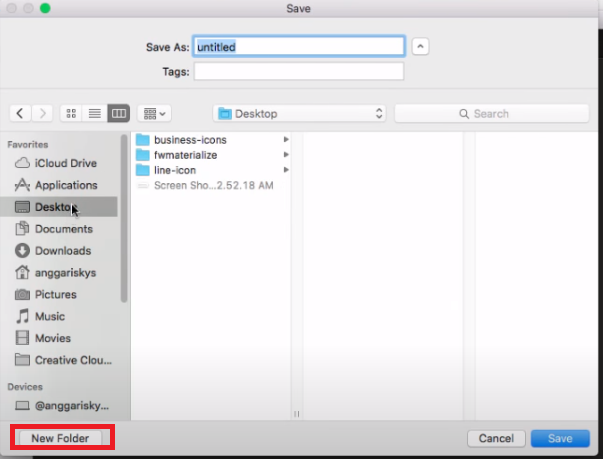 Save
Save As: untitled
Tags:
Desktop
Search
Favorites
iCloud Drive
Applications
Desktop
Documents
Downloads
anggariskys
Pictures
Music
Movies
Creative Clou...
Devices
@anggarisky...
business-icons
fwmaterialize
line-icon
Screen Sho...2.52.18 AM
New Folder
Cancel Save